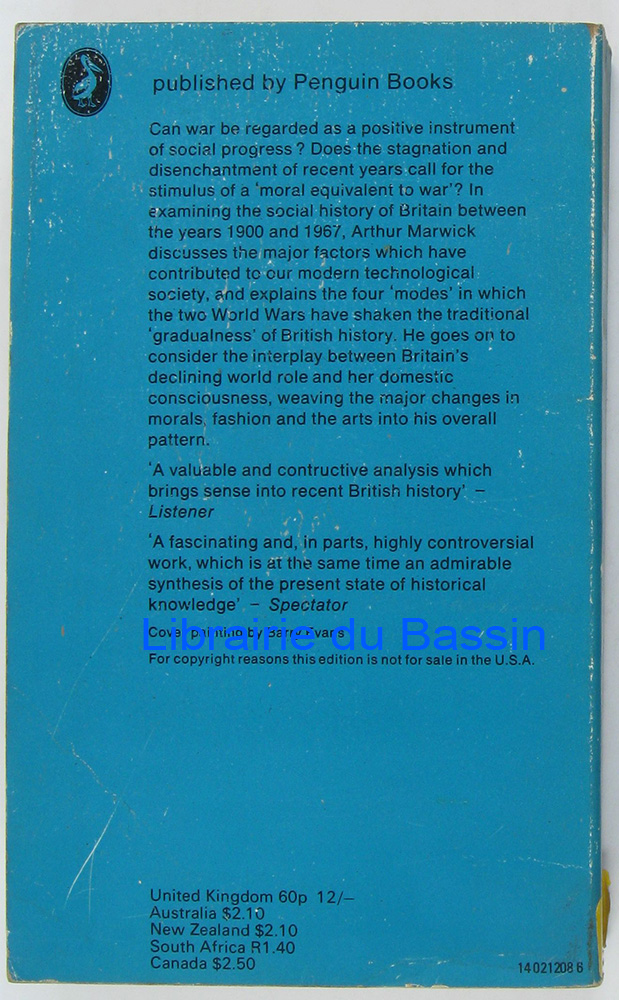 published by Penguin Books
Can war be regarded as a positive instrument
of social progress? Does the stagnation and
disenchantment of recent years call for the
stimulus of a 'moral equivalent to war'? In
examining the social history of Britain between
the years 1900 and 1967, Arthur Marwick
discusses the major factors which have
contributed to our modern technological
society, and explains the four 'modes' in which
the two World Wars have shaken the traditional
'gradualness' of British history. He goes on to
consider the interplay between Britain's
declining world role and her domestic
consciousness, weaving the major changes in
morals, fashion and the arts into his overall
pattern.
'A valuable and contructive analysis which
brings sense into recent British history' –
Listener
'A fascinating and, in parts, highly controversial
work, which is at the same time an admirable
synthesis of the present state of historical
knowledge' – Spectator
Cover painting by Barry Evans
Librairie du Bassin
For copyright reasons this edition is not for sale in the U.S.A.
United Kingdom 60p 12/–
Australia $2.10
New Zealand $2.10
South Africa R1.40
Canada $2.50
14 021208 6